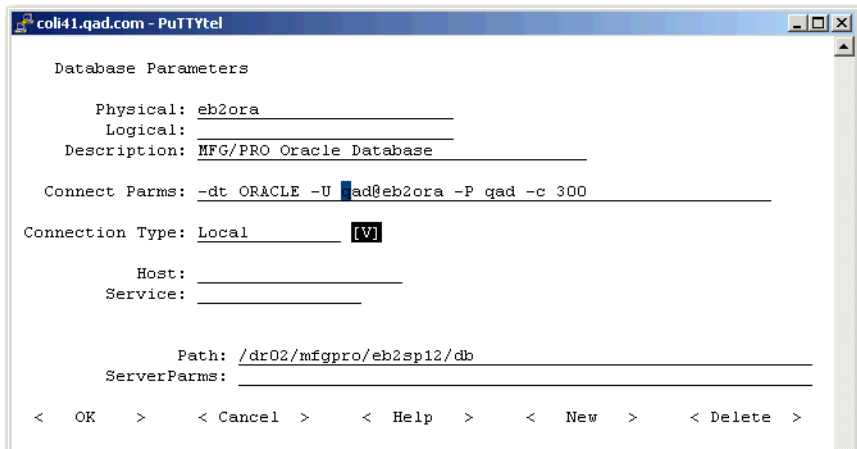 coli41.qad.com - PuTTYtel
Database Parameters
Physical: eb2ora
Logical:
Description: MFG/PRO Oracle Database
Connect Parms: -dt ORACLE -U qad@eb2ora -P qad -c 300
Connection Type: Local [V]
Host:
Service:
Path: /dr02/mfgpro/eb2sp12/db
ServerParms:
< OK > < Cancel > < Help > < New > < Delete >